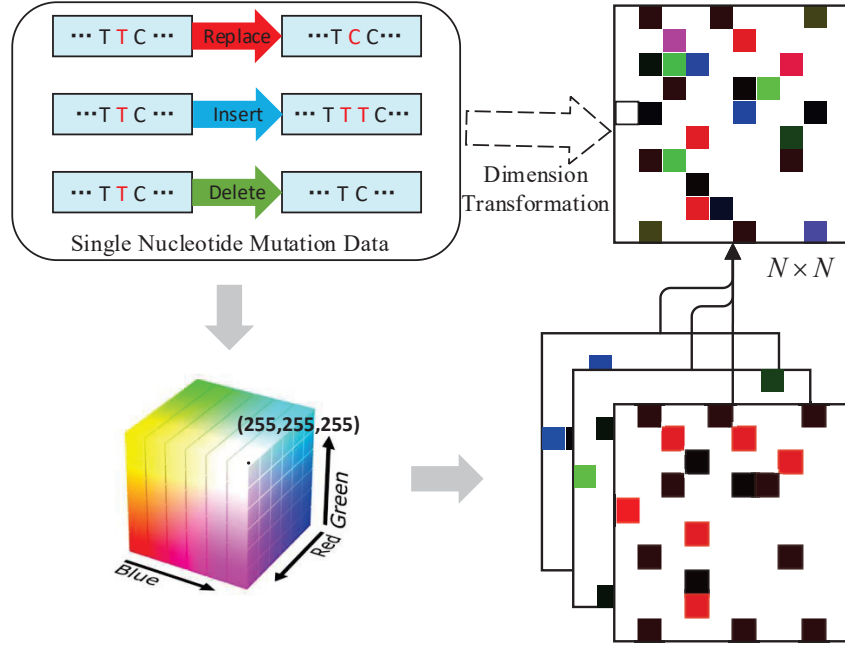 ··· T T C ··· Replace ··· T C C ···
··· T T C ··· Insert ··· T T T C ···
··· T T C ··· Delete ··· T C ···
Single Nucleotide Mutation Data
Dimension
Transformation
N × N
(255,255,255)
Green
Red
Blue